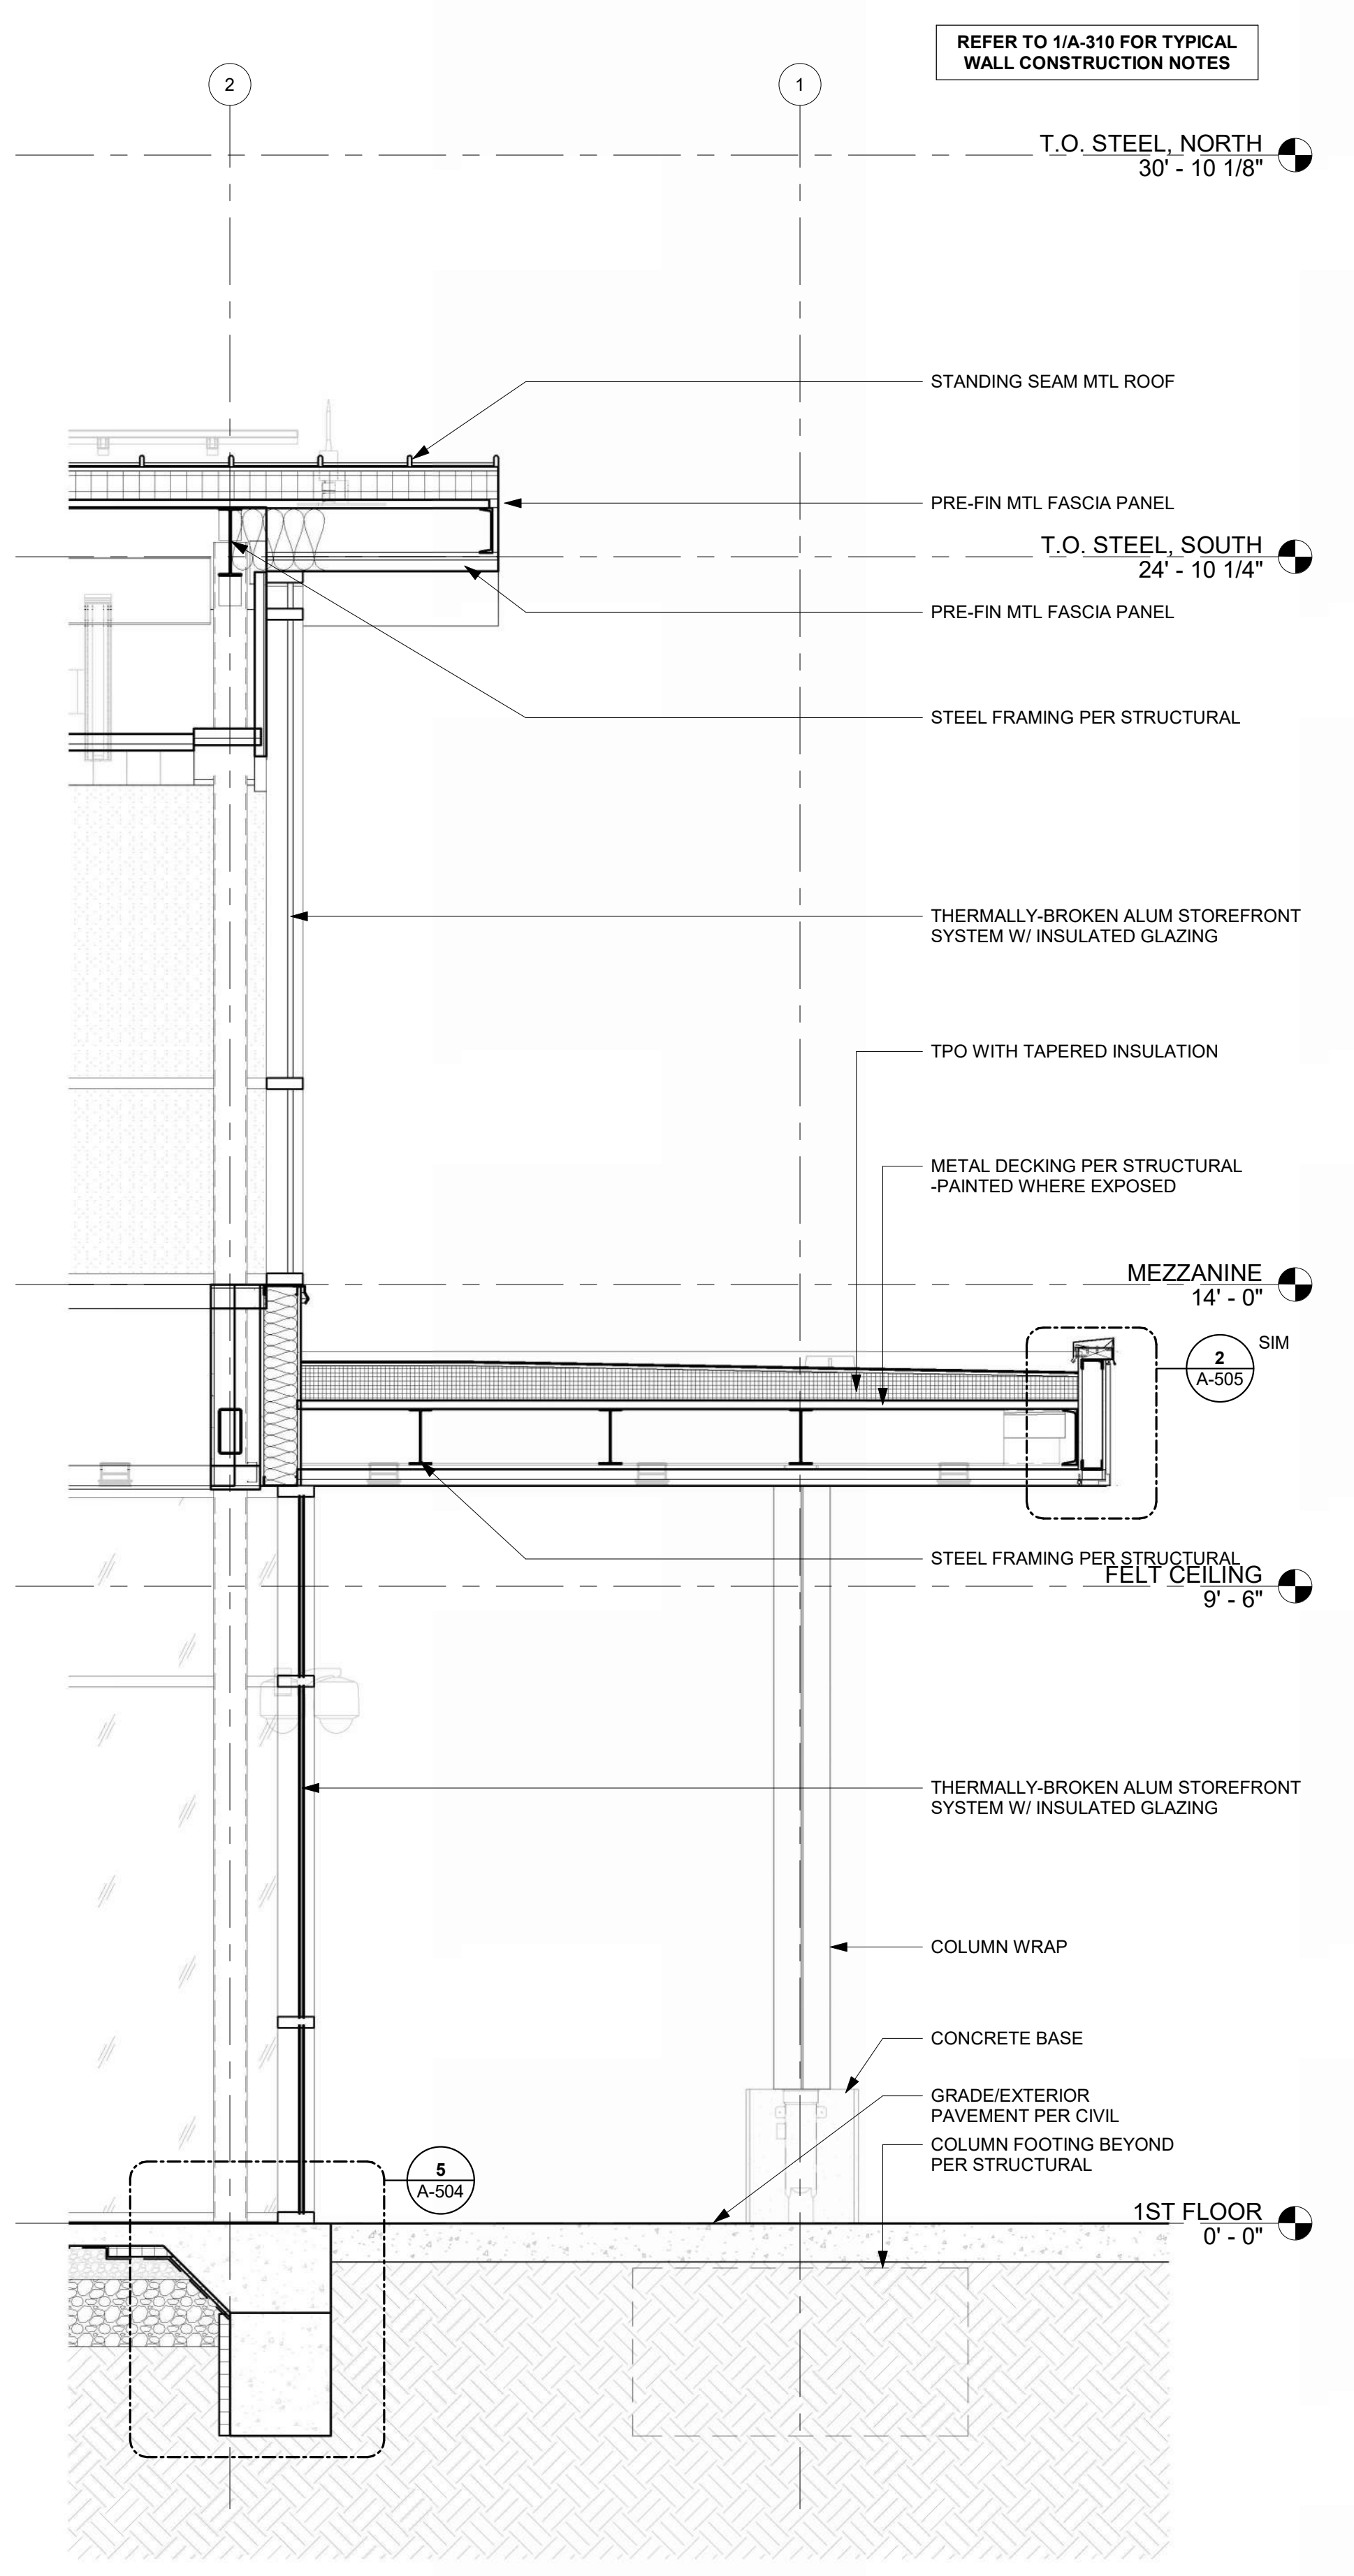 REFER TO 1/A-310 FOR TYPICAL
WALL CONSTRUCTION NOTES
2
1
T.O. STEEL, NORTH
30' - 10 1/8"
STANDING SEAM MTL ROOF
PRE-FIN MTL FASCIA PANEL
T.O. STEEL, SOUTH
24' - 10 1/4"
PRE-FIN MTL FASCIA PANEL
STEEL FRAMING PER STRUCTURAL
THERMALLY-BROKEN ALUM STOREFRONT
SYSTEM W/ INSULATED GLAZING
TPO WITH TAPERED INSULATION
METAL DECKING PER STRUCTURAL
-PAINTED WHERE EXPOSED
MEZZANINE
14' - 0"
2
A-505
SIM
STEEL FRAMING PER STRUCTURAL
FELT CEILING
9' - 6"
THERMALLY-BROKEN ALUM STOREFRONT
SYSTEM W/ INSULATED GLAZING
COLUMN WRAP
CONCRETE BASE
GRADE/EXTERIOR
PAVEMENT PER CIVIL
COLUMN FOOTING BEYOND
PER STRUCTURAL
5
A-504
1ST FLOOR
0' - 0"